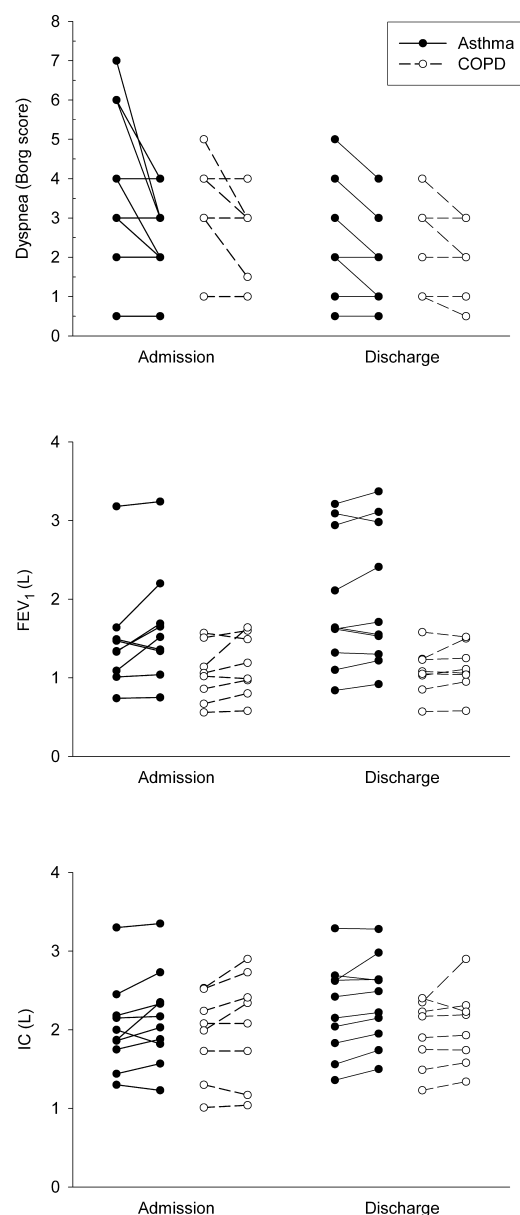 8
7
6
5
4
3
2
1
0
Dyspnea (Borg score)
Asthma
COPD
Admission Discharge
4
3
2
1
0
FEV1 (L)
Admission Discharge
4
3
2
1
0
IC (L)
Admission Discharge